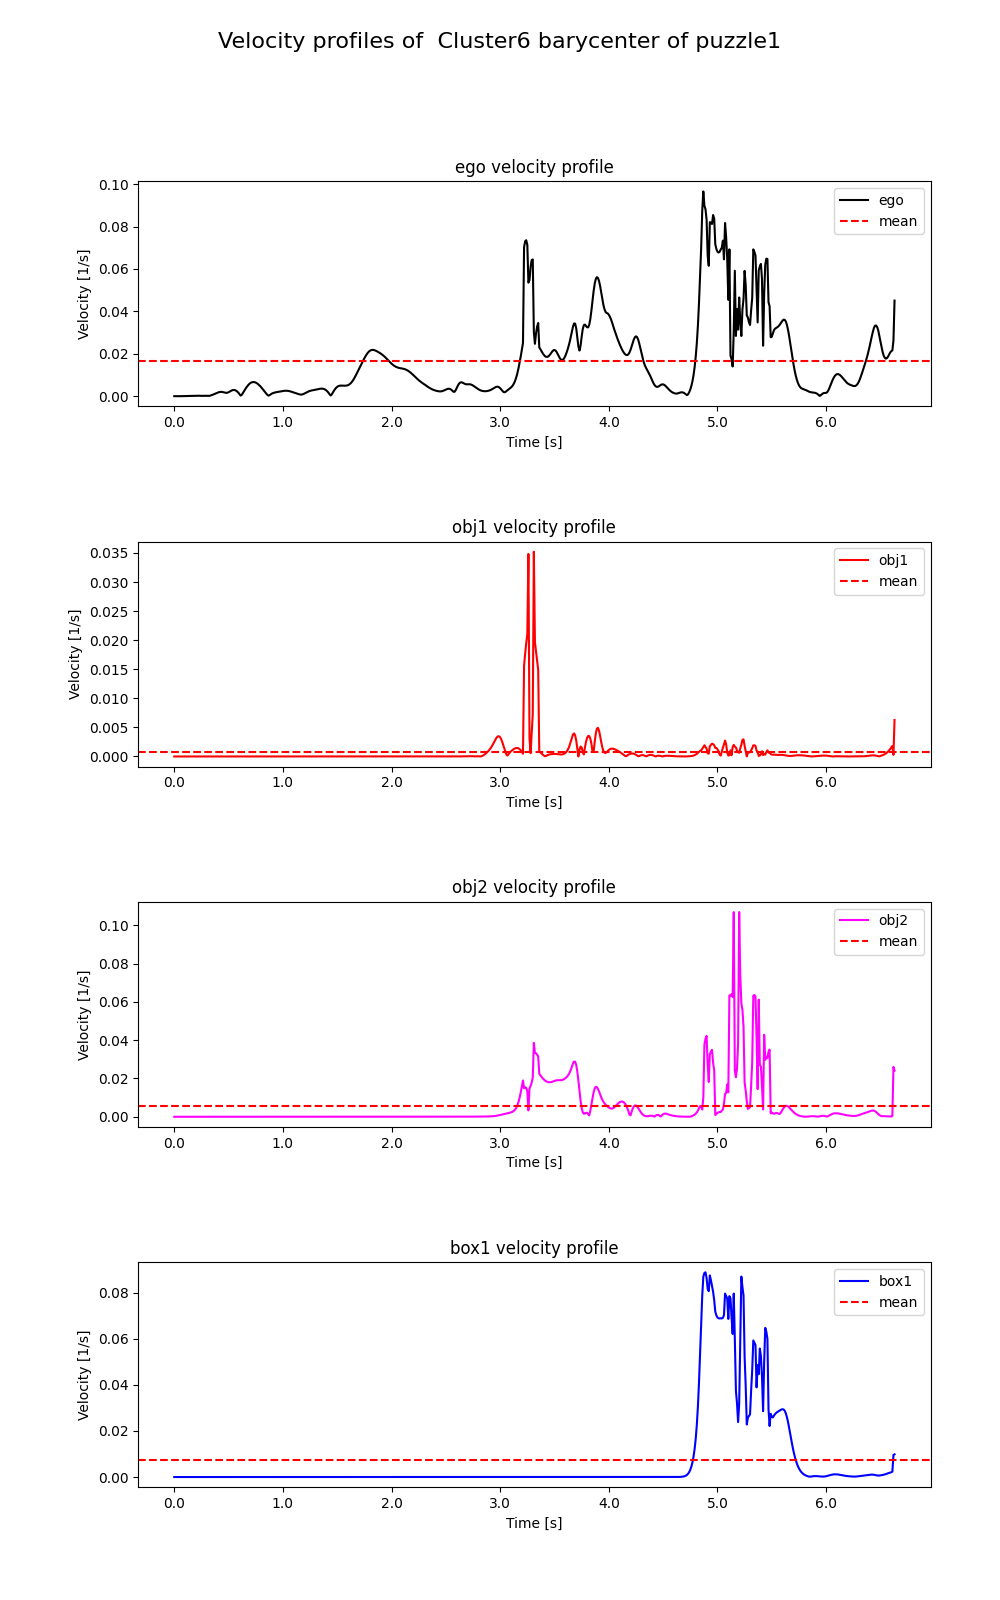 Velocity profiles of  Cluster6 barycenter of puzzle1
ego velocity profile
Velocity [1/s]
0.10
0.08
0.06
0.04
0.02
0.00
ego
mean
0.0 1.0 2.0 3.0 4.0 5.0 6.0
Time [s]
obj1 velocity profile
Velocity [1/s]
0.035
0.030
0.025
0.020
0.015
0.010
0.005
0.000
obj1
mean
0.0 1.0 2.0 3.0 4.0 5.0 6.0
Time [s]
obj2 velocity profile
Velocity [1/s]
0.10
0.08
0.06
0.04
0.02
0.00
obj2
mean
0.0 1.0 2.0 3.0 4.0 5.0 6.0
Time [s]
box1 velocity profile
Velocity [1/s]
0.08
0.06
0.04
0.02
0.00
box1
mean
0.0 1.0 2.0 3.0 4.0 5.0 6.0
Time [s]